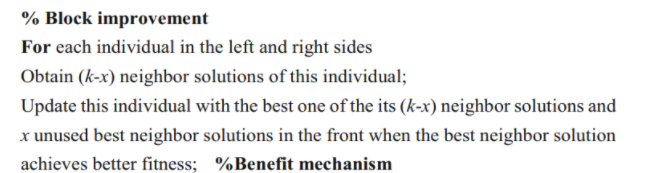 % Block improvement
For each individual in the left and right sides
Obtain (k-x) neighbor solutions of this individual;
Update this individual with the best one of the its (k-x) neighbor solutions and
x unused best neighbor solutions in the front when the best neighbor solution
achieves better fitness;   %Benefit mechanism